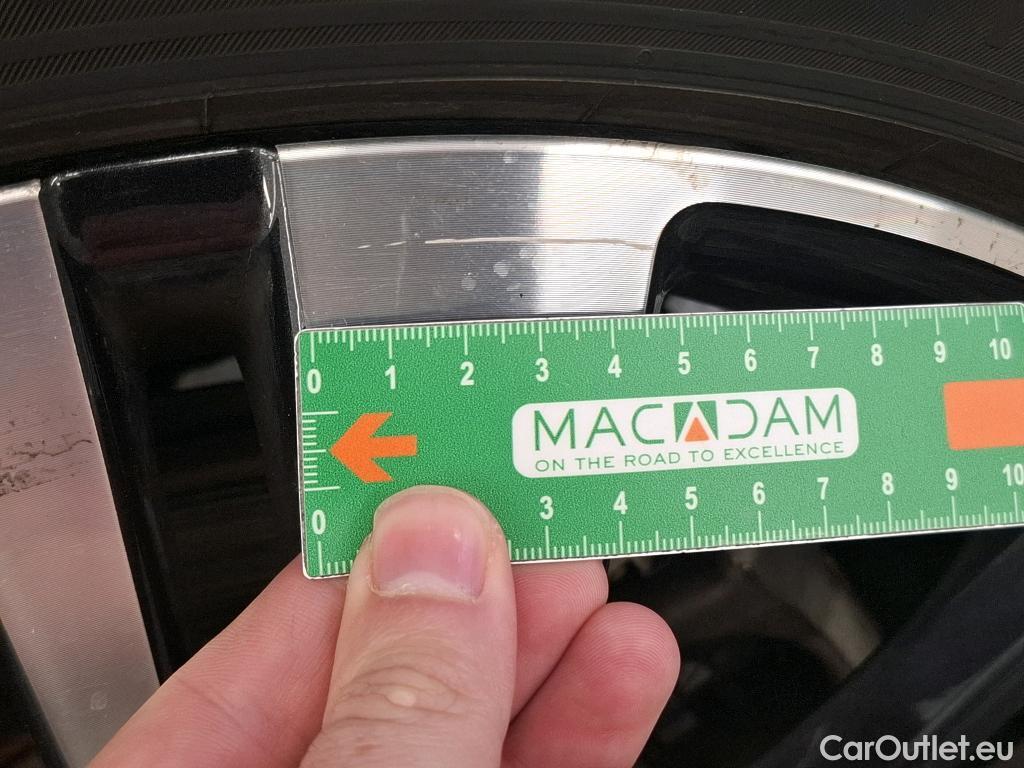 0 1 2 3 4 5 6 7 8 9 10
MACADAM
ON THE ROAD TO EXCELLENCE
0 3 4 5 6 7 8 9 10
CarOutlet.eu